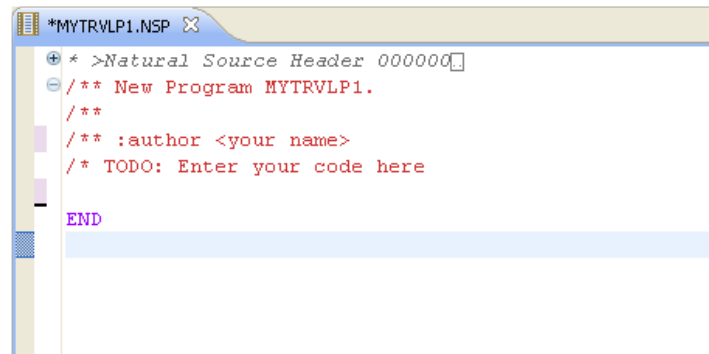 *MYTRVLP1.NSP
* >Natural Source Header 000000
/** New Program MYTRVLP1.
/**
/** :author <your name>
/* TODO: Enter your code here
END